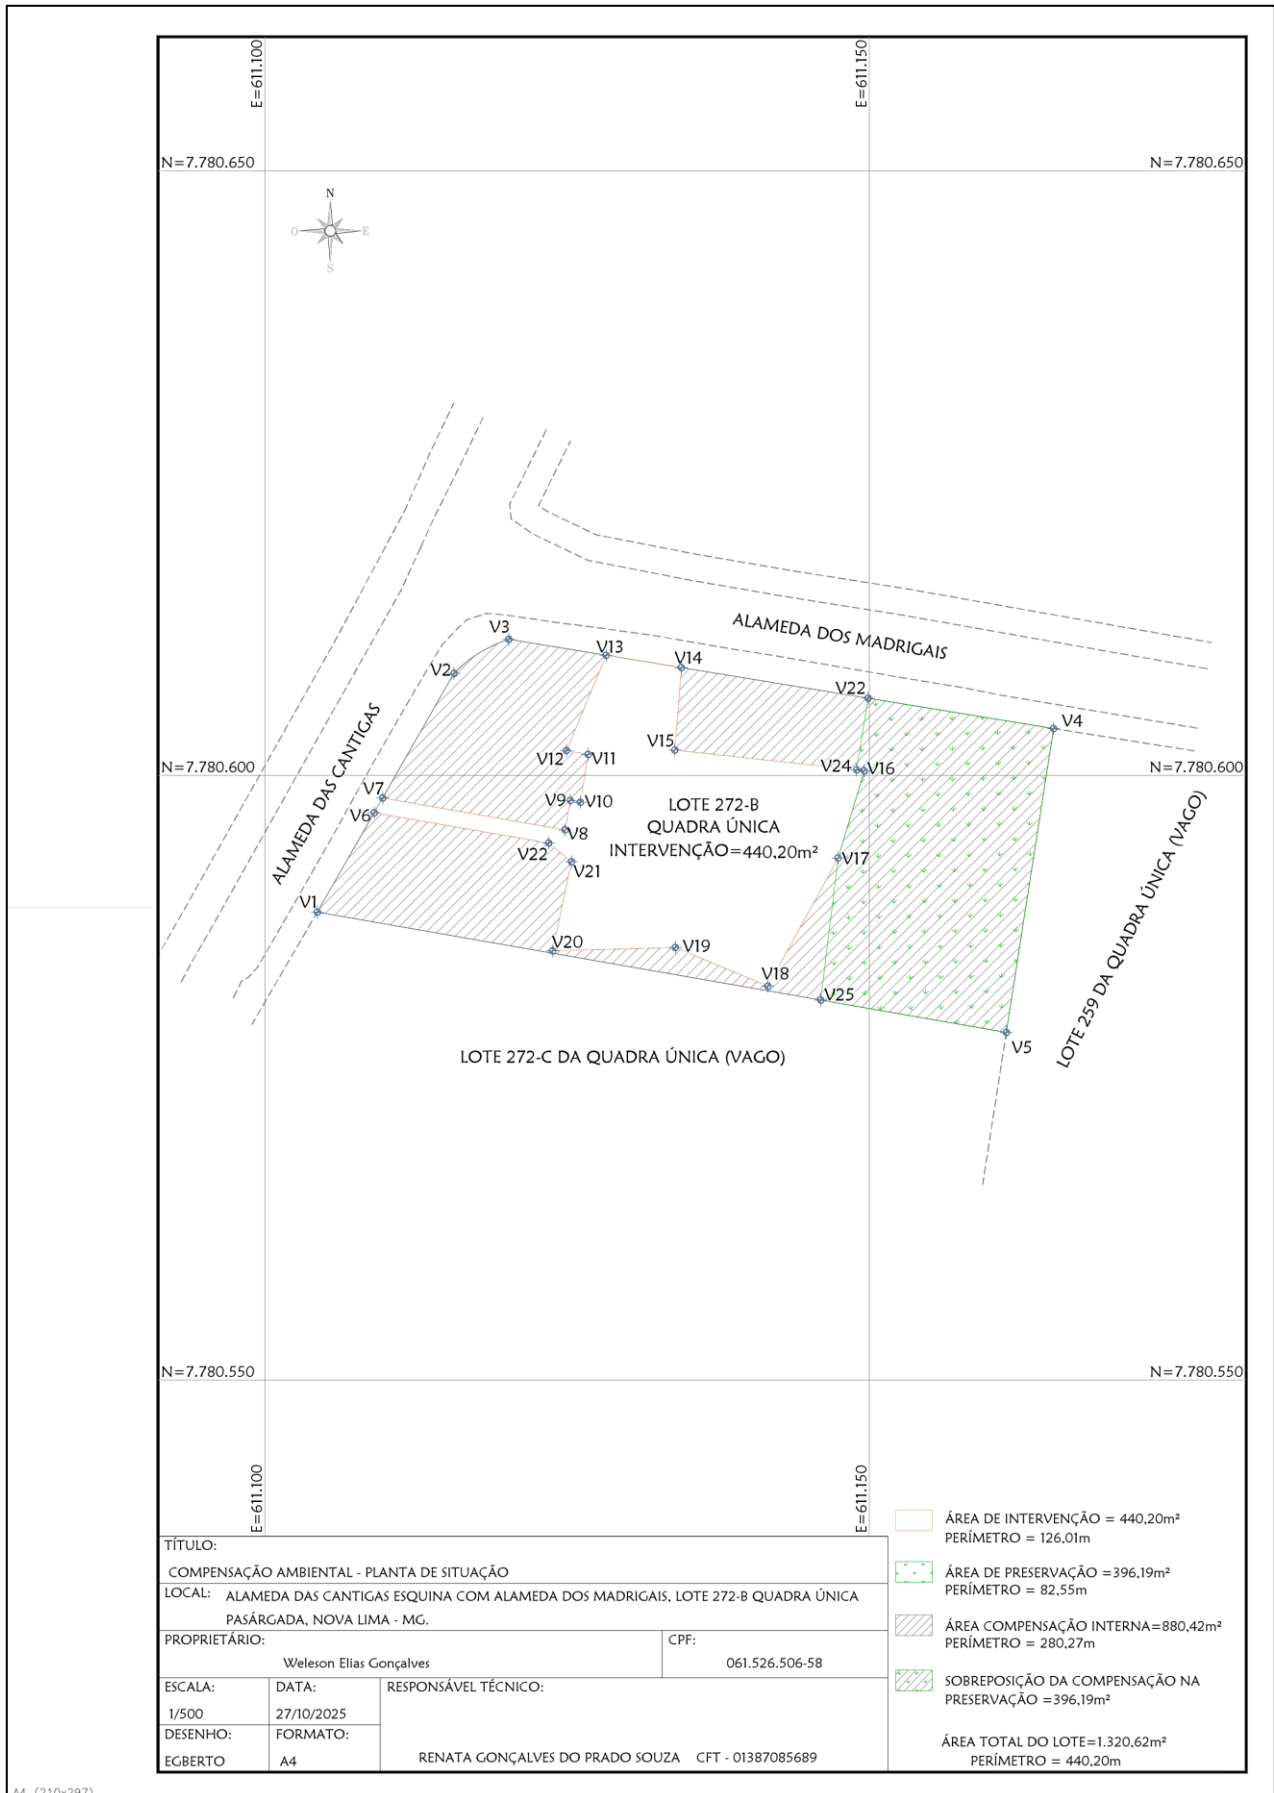 E=611.100
E=611.150
N=7.780.650
N=7.780.650
N
O
E
S
ALAMEDA DOS MADRIGAIS
V3
V13
V14
V2
V22
V4
ALAMEDA DAS CANTIGAS
V12
V11
V15
V24
V16
N=7.780.600
N=7.780.600
V7
V9
V10
LOTE 272-B
QUADRA ÚNICA
INTERVENÇÃO=440,20m²
V6
V8
V22
V21
V17
LOTE 259 DA QUADRA ÚNICA (VAGO)
V1
V20
V19
V18
V25
V5
LOTE 272-C DA QUADRA ÚNICA (VAGO)
N=7.780.550
N=7.780.550
E=611.100
E=611.150
ÁREA DE INTERVENÇÃO = 440,20m²
PERÍMETRO = 126,01m
ÁREA DE PRESERVAÇÃO =396,19m²
PERÍMETRO = 82,55m
ÁREA COMPENSAÇÃO INTERNA=880,42m²
PERÍMETRO = 280,27m
SOBREPOSIÇÃO DA COMPENSAÇÃO NA
PRESERVAÇÃO =396,19m²
ÁREA TOTAL DO LOTE=1.320,62m²
PERÍMETRO = 440,20m
TÍTULO:
COMPENSAÇÃO AMBIENTAL - PLANTA DE SITUAÇÃO
LOCAL: ALAMEDA DAS CANTIGAS ESQUINA COM ALAMEDA DOS MADRIGAIS, LOTE 272-B QUADRA ÚNICA
PASÁRGADA, NOVA LIMA - MG.
PROPRIETÁRIO:
Weleson Elias Gonçalves
CPF:
061.526.506-58
ESCALA:
1/500
DATA:
27/10/2025
RESPONSÁVEL TÉCNICO:
DESENHO:
EGBERTO
FORMATO:
A4
RENATA GONÇALVES DO PRADO SOUZA CFT - 01387085689
A4 (210x297)